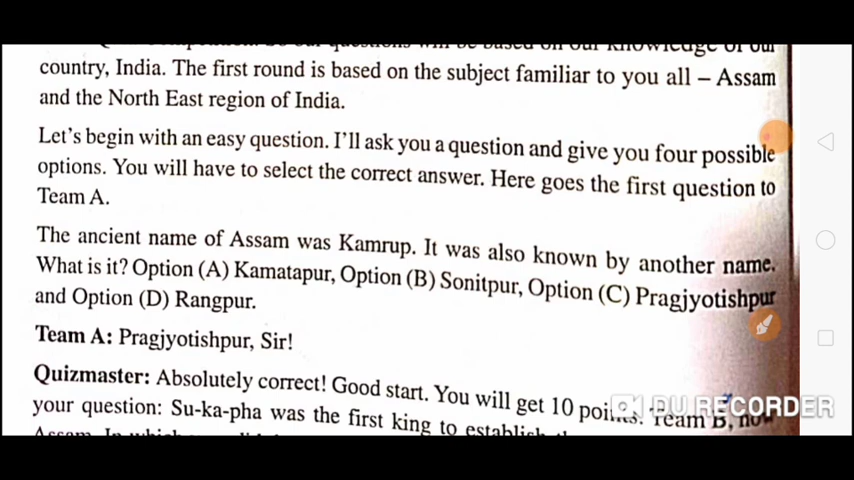 country, India. The first round is based on the subject familiar to you all – Assam
and the North East region of India.
Let's begin with an easy question. I'll ask you a question and give you four possible
options. You will have to select the correct answer. Here goes the first question to
Team A.
The ancient name of Assam was Kamrup. It was also known by another name.
What is it? Option (A) Kamatapur, Option (B) Sonitpur, Option (C) Pragjyotishpur
and Option (D) Rangpur.
Team A: Pragjyotishpur, Sir!
Quizmaster: Absolutely correct! Good start. You will get 10 points. Team B, now
your question: Su-ka-pha was the first king to establish
DU RECORDER